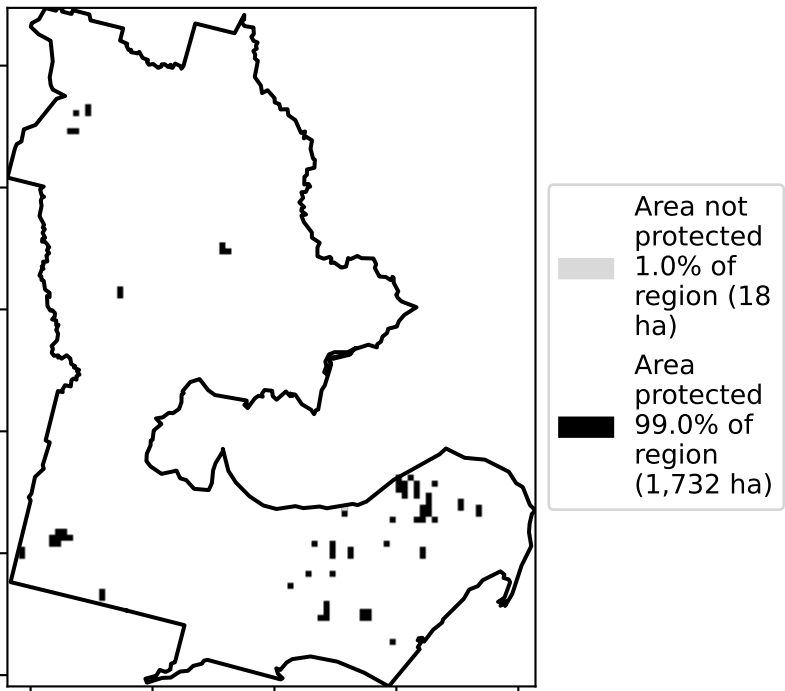 Area not
protected
1.0% of
region (18
ha)
Area
protected
99.0% of
region
(1,732 ha)